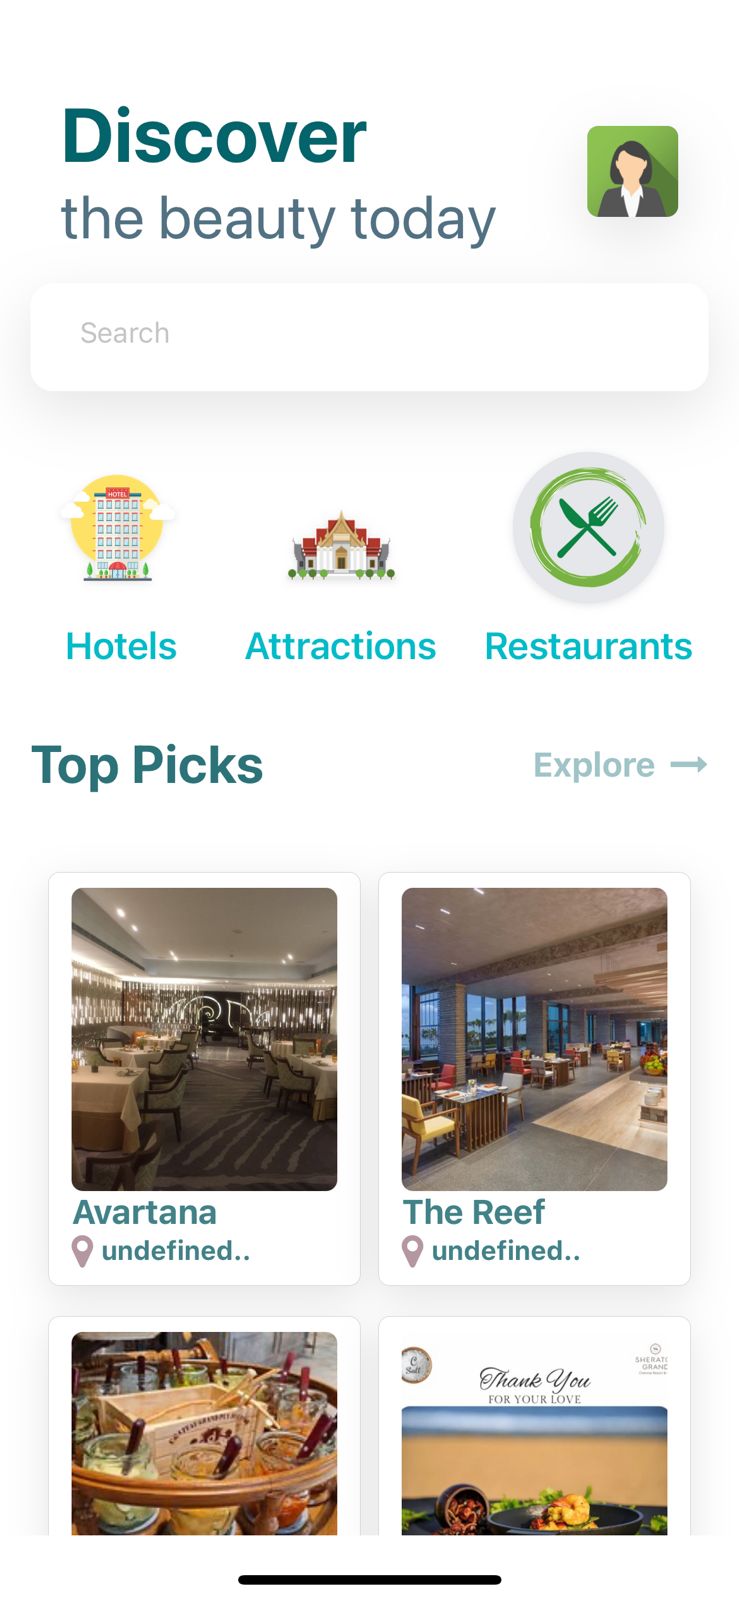 Discover
the beauty today
Search
HOTEL
Hotels
Attractions
Restaurants
Top Picks
Explore
Avartana
undefined..
The Reef
undefined..
C
Salt
Thank You
FOR YOUR LOVE